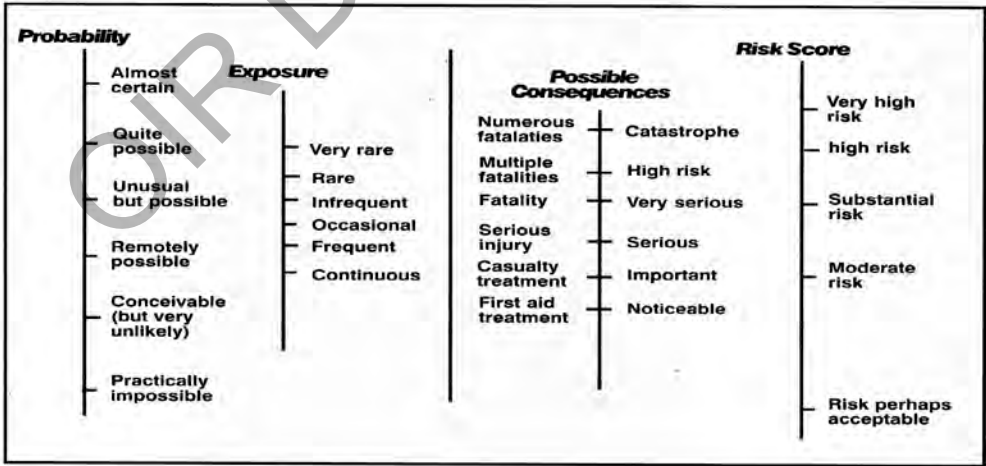 Probability
Almost
certain
Quite
possible
Unusual
but possible
Remotely
possible
Conceivable
(but very
unlikely)
Practically
impossible
Exposure
Very rare
Rare
Infrequent
Occasional
Frequent
Continuous
Possible
Consequences
Numerous
fatalaties
Multiple
fatalities
Fatality
Serious
injury
Casualty
treatment
First aid
treatment
Catastrophe
High risk
Very serious
Serious
Important
Noticeable
Risk Score
Very high
risk
high risk
Substantial
risk
Moderate
risk
Risk perhaps
acceptable
OIR